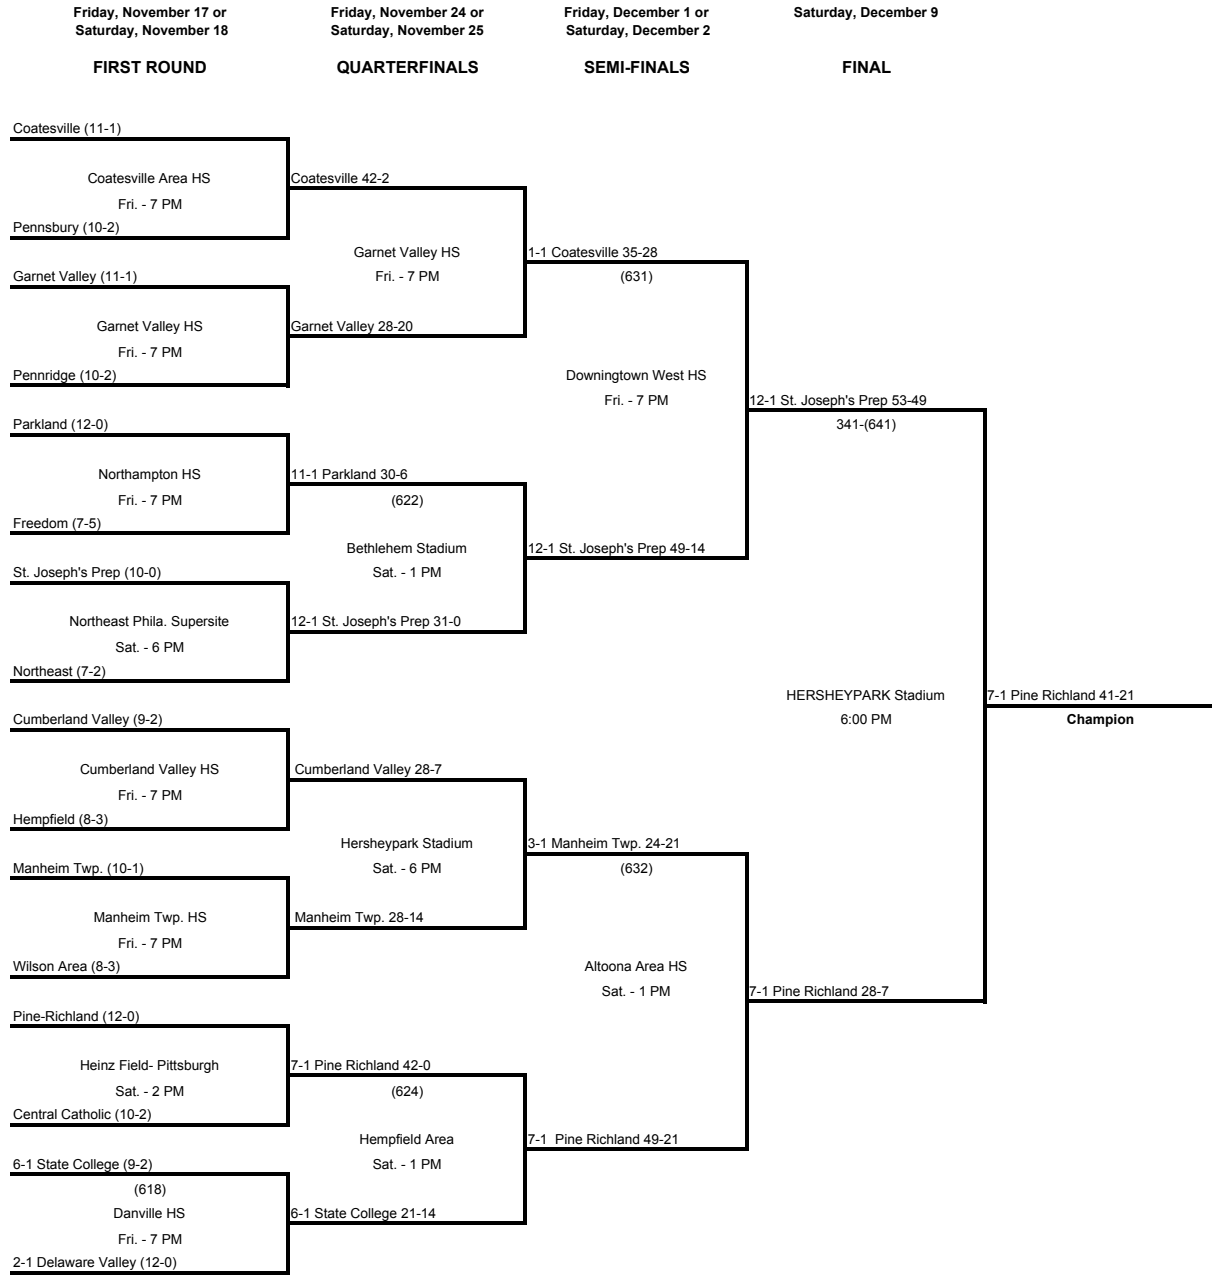 Friday, November 17 or
Saturday, November 18
FIRST ROUND
Friday, November 24 or
Saturday, November 25
QUARTERFINALS
Friday, December 1 or
Saturday, December 2
SEMI-FINALS
Saturday, December 9
FINAL
Coatesville (11-1)
Coatesville Area HS
Fri. - 7 PM
Pennsbury (10-2)
Garnet Valley (11-1)
Garnet Valley HS
Fri. - 7 PM
Pennridge (10-2)
Parkland (12-0)
Northampton HS
Fri. - 7 PM
Freedom (7-5)
St. Joseph's Prep (10-0)
Northeast Phila. Supersite
Sat. - 6 PM
Northeast (7-2)
Cumberland Valley (9-2)
Cumberland Valley HS
Fri. - 7 PM
Hempfield (8-3)
Manheim Twp. (10-1)
Manheim Twp. HS
Fri. - 7 PM
Wilson Area (8-3)
Pine-Richland (12-0)
Heinz Field- Pittsburgh
Sat. - 2 PM
Central Catholic (10-2)
6-1 State College (9-2)
(618)
Danville HS
Fri. - 7 PM
2-1 Delaware Valley (12-0)
Coatesville 42-2
Garnet Valley HS
Fri. - 7 PM
Garnet Valley 28-20
11-1 Parkland 30-6
(622)
Bethlehem Stadium
Sat. - 1 PM
12-1 St. Joseph's Prep 31-0
Cumberland Valley 28-7
Hersheypark Stadium
Sat. - 6 PM
Manheim Twp. 28-14
7-1 Pine Richland 42-0
(624)
Hempfield Area
Sat. - 1 PM
6-1 State College 21-14
1-1 Coatesville 35-28
(631)
Downingtown West HS
Fri. - 7 PM
12-1 St. Joseph's Prep 49-14
3-1 Manheim Twp. 24-21
(632)
Altoona Area HS
Sat. - 1 PM
7-1 Pine Richland 49-21
12-1 St. Joseph's Prep 53-49
341-(641)
HERSHEYPARK Stadium
6:00 PM
7-1 Pine Richland 28-7
7-1 Pine Richland 41-21
Champion